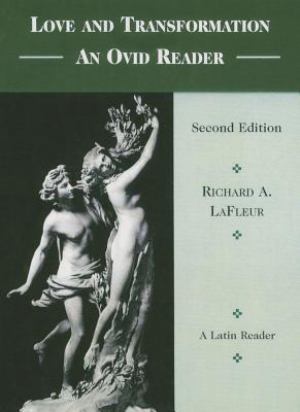 LOVE AND TRANSFORMATION
AN OVID READER
Second Edition
RICHARD A.
LAFLEUR
A Latin Reader